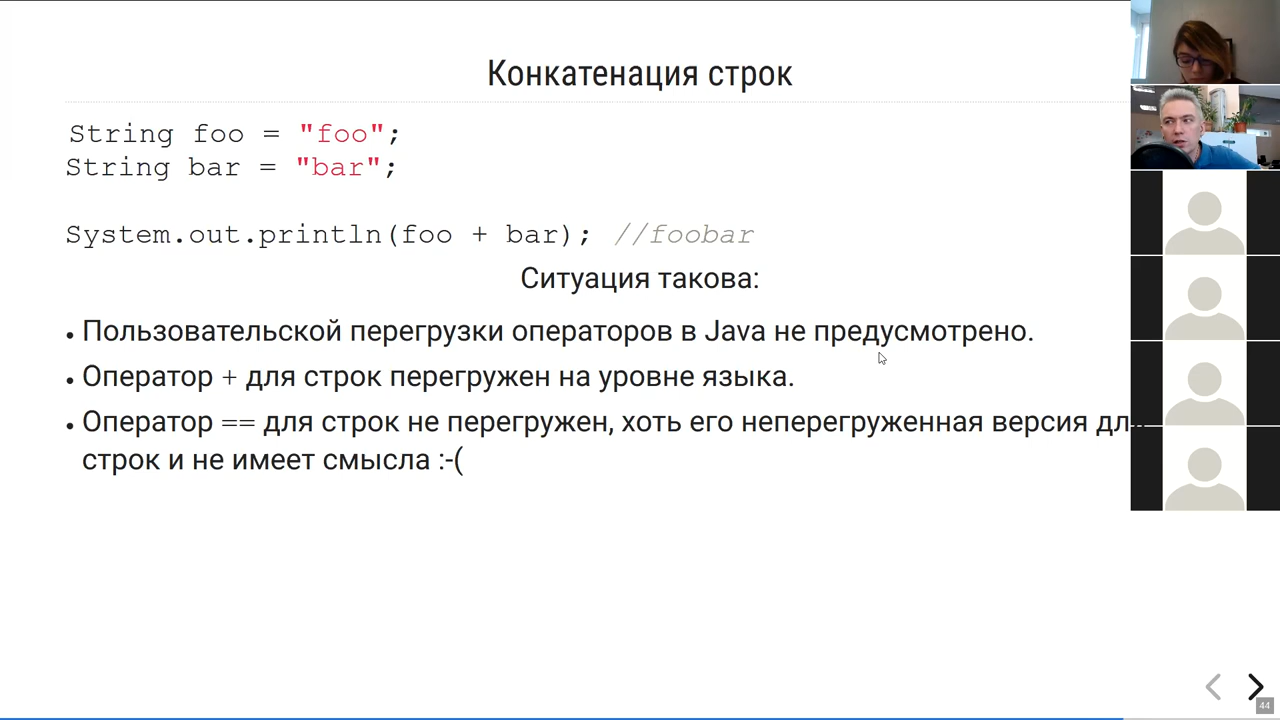 Конкатенация строк
String foo = "foo";
String bar = "bar";
System.out.println(foo + bar); //foobar
Ситуация такова:
• Пользовательской перегрузки операторов в Java не предусмотрено.
• Оператор + для строк перегружен на уровне языка.
• Оператор == для строк не перегружен, хоть его неперегруженная версия для
строк и не имеет смысла :-(
44